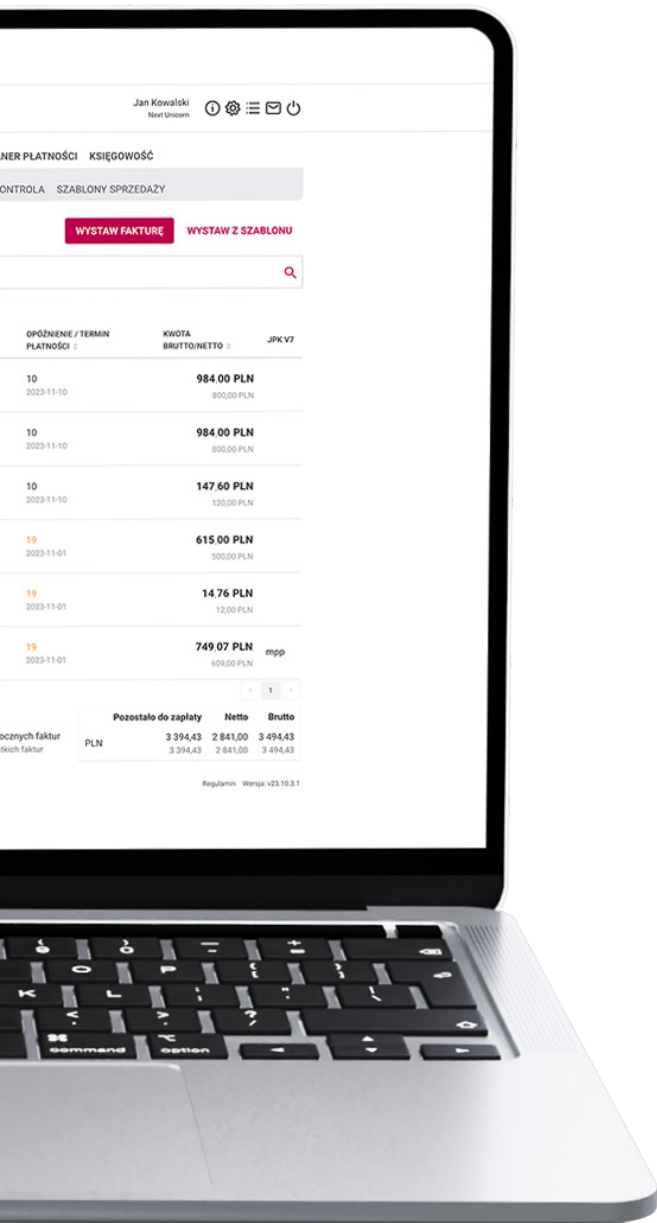 Jan Kowalski
Next Unicorn
NER PŁATNOŚCI KSIĘGOWOŚĆ
ONTROLA SZABLONY SPRZEDAŻY
WYSTAW FAKTURĘ WYSTAW Z SZABLONU
OPÓŹNIENIE / TERMIN PŁATNOŚCI
KWOTA BRUTTO/NETTO
JPK V7
10 984,00 PLN
2023-11-10 800,00 PLN
10 984,00 PLN
2023-11-10 800,00 PLN
10 147,60 PLN
2023-11-10 120,00 PLN
19 615,00 PLN
2023-11-01 500,00 PLN
19 14,76 PLN
2023-11-01 12,00 PLN
19 749,07 PLN mpp
2023-11-01 609,00 PLN
1
Pozostało do zapłaty Netto Brutto
ocznych faktur PLN 3 394,43 2 841,00 3 494,43
tkich faktur 3 394,43 2 841,00 3 494,43
Regulamin Wersja: v23.10.3.1
9 0 - + =
O P { [ } ]
K L : ; " ' | \
> . ? /
command option